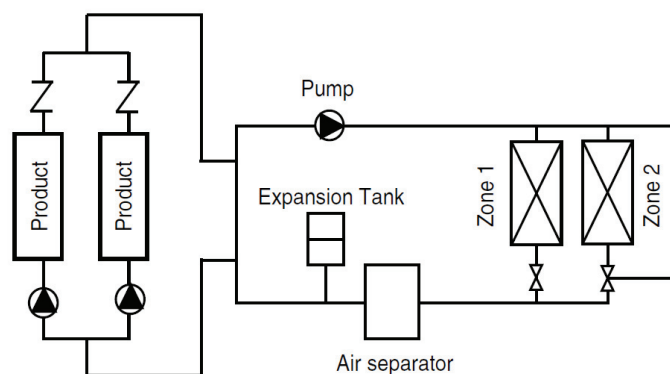 Product
Product
Pump
Expansion Tank
Air separator
Zone 1
Zone 2